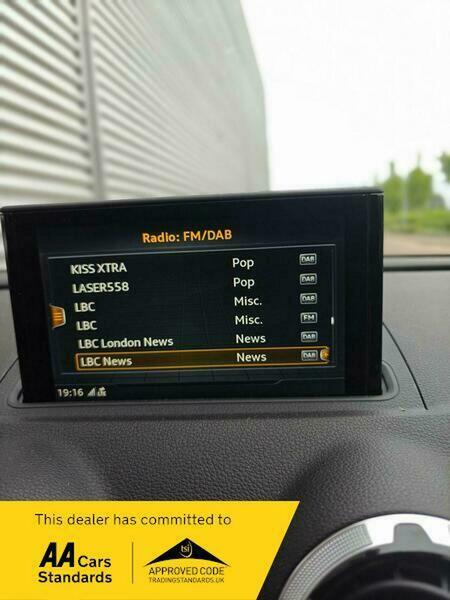 Radio: FM/DAB
KISS XTRA Pop DAB
LASER558 Pop DAB
LBC Misc. DAB
LBC Misc. FM
LBC London News News DAB
LBC News News DAB
19:16 LTE
This dealer has committed to
AA Cars
Standards
tsi
APPROVED CODE
TRADINGSTANDARDS.UK